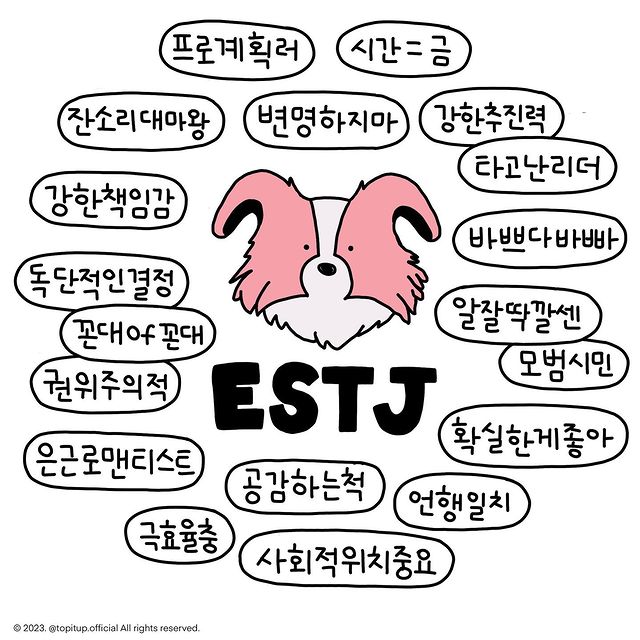 프로계획러
시간=금
잔소리대마왕
변명하지마
강한추진력
타고난리더
강한책임감
바쁘다바빠
독단적인결정
알잘딱깔센
꼰대of꼰대
모범시민
권위주의적
ESTJ
확실한게좋아
은근로맨티스트
공감하는척
언행일치
극효율충
사회적위치중요
© 2023. @topitup.official All rights reserved.